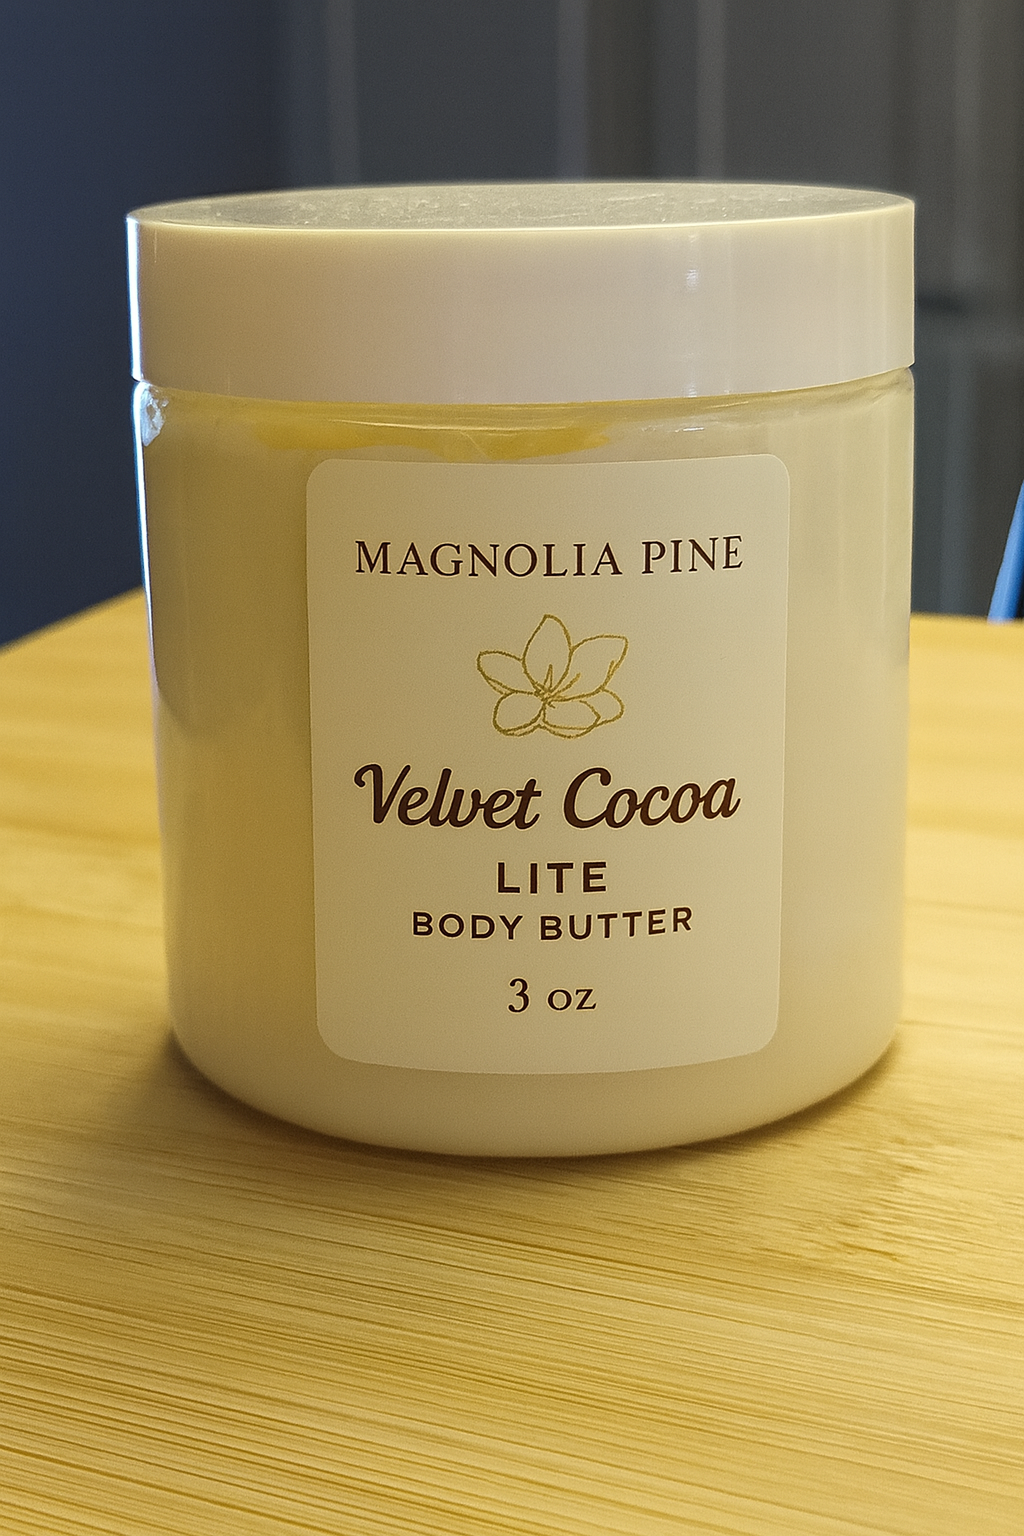 MAGNOLIA PINE
Velvet Cocoa
LITE
BODY BUTTER
3 oz